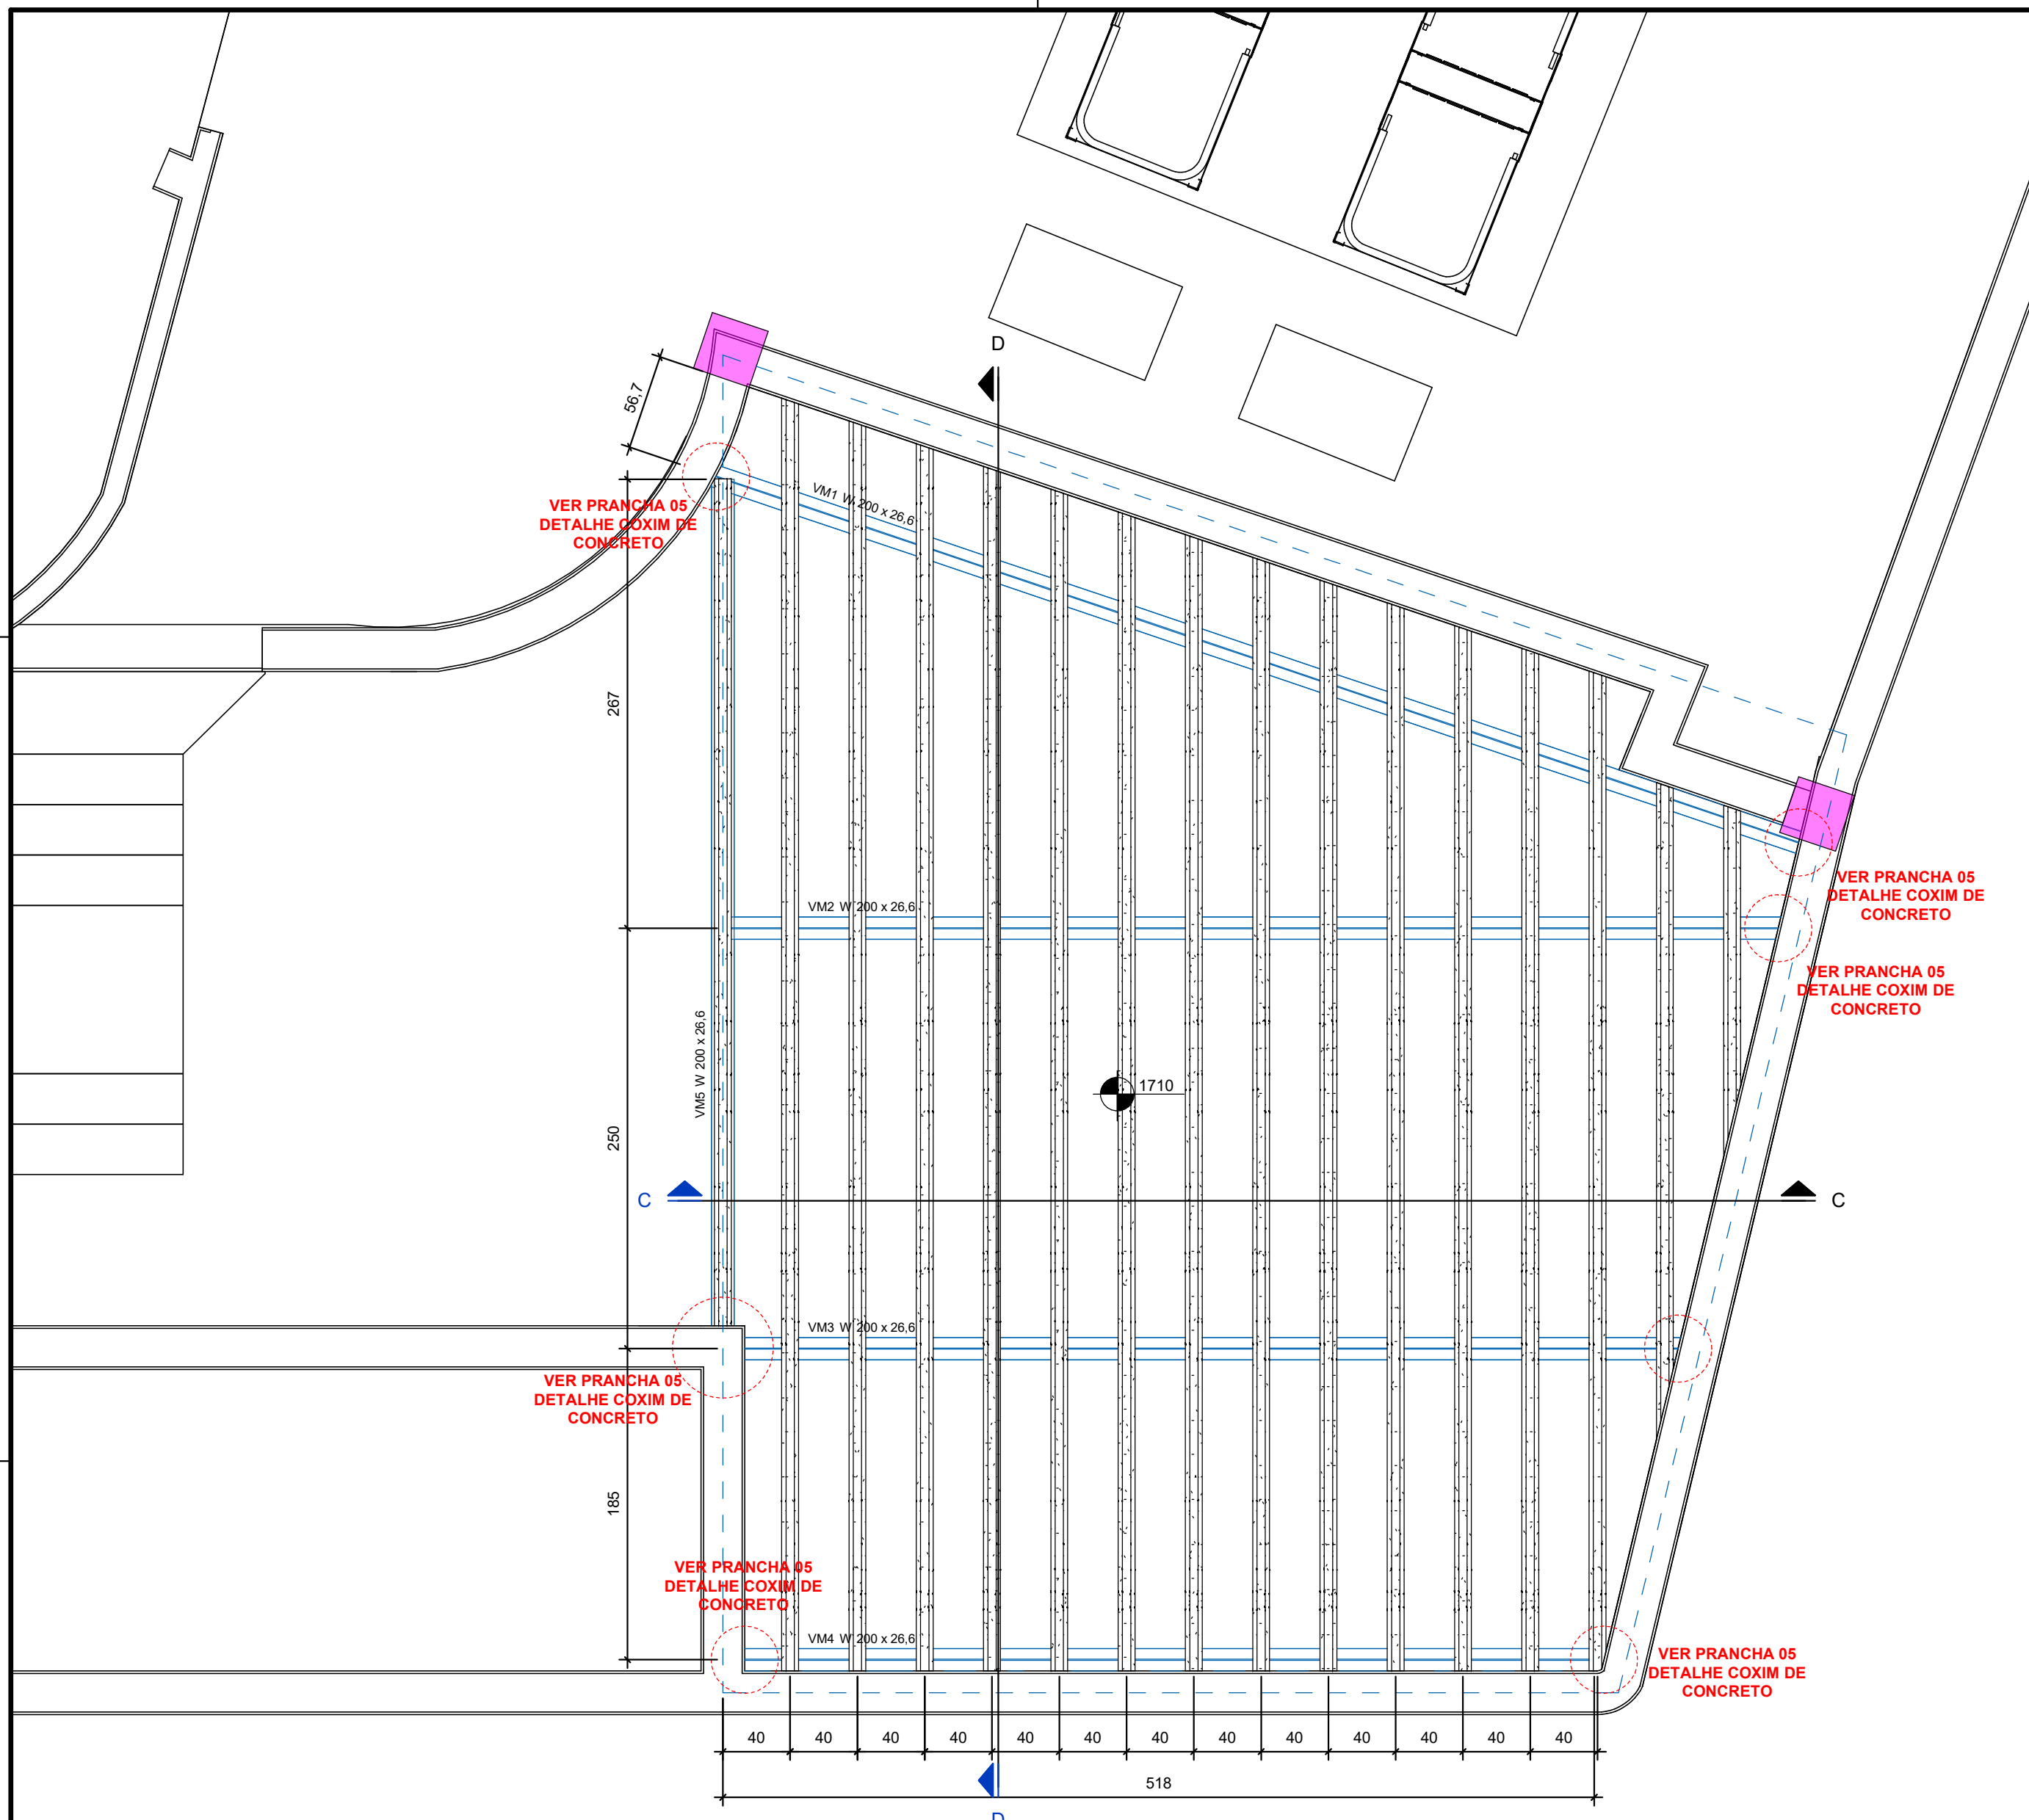 D
56,7
VM1 W 200 x 26,6
VER PRANCHA 05
DETALHE COXIM DE
CONCRETO
267
VER PRANCHA 05
DETALHE COXIM DE
CONCRETO
VM2 W 200 x 26,6
VER PRANCHA 05
DETALHE COXIM DE
CONCRETO
VM5 W 200 x 26,6
1710
250
C
C
VM3 W 200 x 26,6
VER PRANCHA 05
DETALHE COXIM DE
CONCRETO
185
VER PRANCHA 05
DETALHE COXIM DE
CONCRETO
VM4 W 200 x 26,6
VER PRANCHA 05
DETALHE COXIM DE
CONCRETO
40 40 40 40 40 40 40 40 40 40 40 40 40
518
D